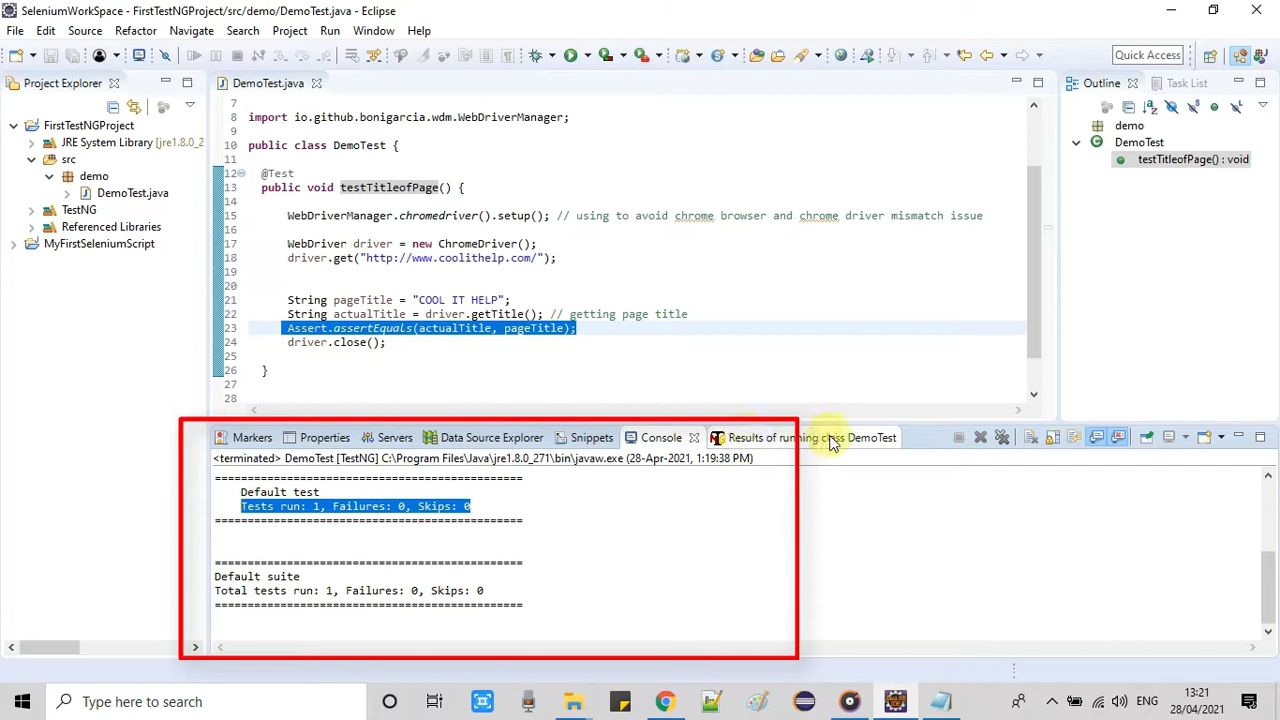 SeleniumWorkSpace - FirstTestNGProject/src/demo/DemoTest.java - Eclipse
File Edit Source Refactor Navigate Search Project Run Window Help
Quick Access
Project Explorer
FirstTestNGProject
JRE System Library [jre1.8.0_2
src
demo
DemoTest.java
TestNG
Referenced Libraries
MyFirstSeleniumScript
DemoTest.java
7
8 import io.github.bonigarcia.wdm.WebDriverManager;
9
10 public class DemoTest {
11
12 @Test
13 public void testTitleofPage() {
14
15 WebDriverManager.chromedriver().setup(); // using to avoid chrome browser and chrome driver mismatch issue
16
17 WebDriver driver = new ChromeDriver();
18 driver.get("http://www.coolithelp.com/");
19
20
21 String pageTitle = "COOL IT HELP";
22 String actualTitle = driver.getTitle(); // getting page title
23 Assert.assertEquals(actualTitle, pageTitle);
24 driver.close();
25
26 }
27
28
Outline Task List
demo
DemoTest
testTitleofPage() : void
Markers Properties Servers Data Source Explorer Snippets Console Results of running class DemoTest
<terminated> DemoTest [TestNG] C:\Program Files\Java\jre1.8.0_271\bin\javaw.exe (28-Apr-2021, 1:19:38 PM)
===============================================
Default test
Tests run: 1, Failures: 0, Skips: 0
===============================================
===============================================
Default suite
Total tests run: 1, Failures: 0, Skips: 0
===============================================
Type here to search
ENG
13:21
28/04/2021